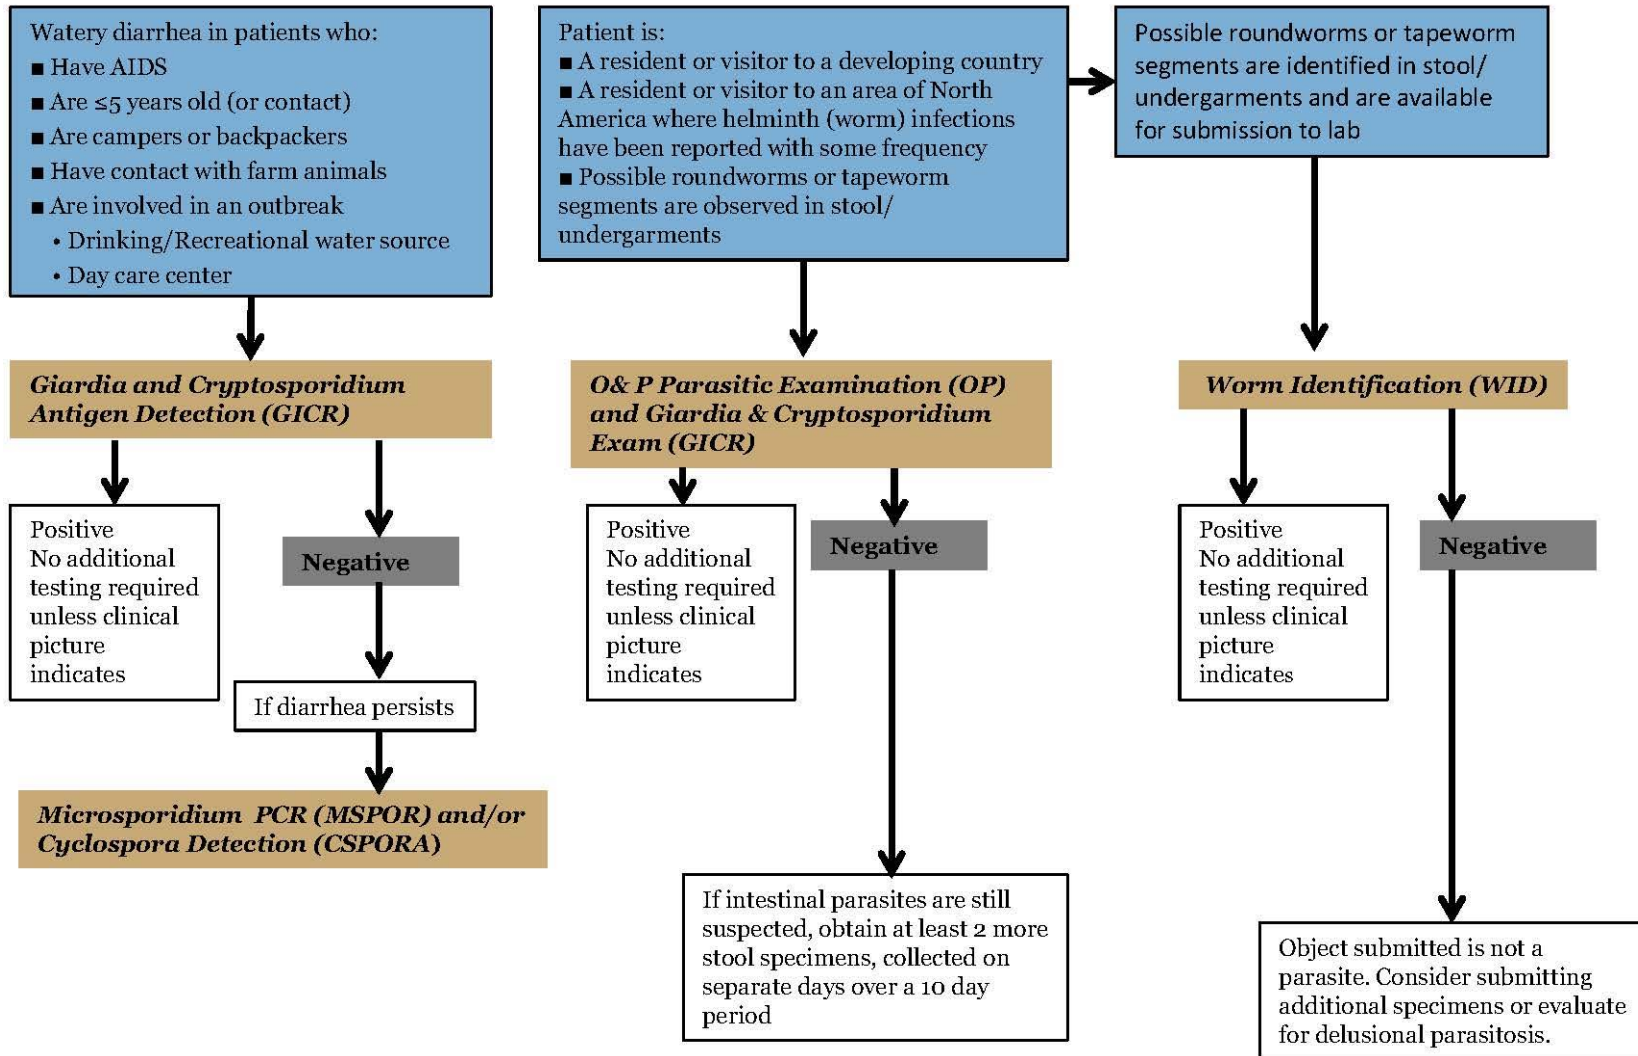 Watery diarrhea in patients who:
■ Have AIDS
■ Are ≤5 years old (or contact)
■ Are campers or backpackers
■ Have contact with farm animals
■ Are involved in an outbreak
• Drinking/Recreational water source
• Day care center
Giardia and Cryptosporidium
Antigen Detection (GICR)
Positive
No additional
testing required
unless clinical
picture
indicates
Negative
If diarrhea persists
Microsporidium PCR (MSPOR) and/or
Cyclospora Detection (CSPORA)
Patient is:
■ A resident or visitor to a developing country
■ A resident or visitor to an area of North
America where helminth (worm) infections
have been reported with some frequency
■ Possible roundworms or tapeworm
segments are observed in stool/
undergarments
O& P Parasitic Examination (OP)
and Giardia & Cryptosporidium
Exam (GICR)
Positive
No additional
testing required
unless clinical
picture
indicates
Negative
If intestinal parasites are still
suspected, obtain at least 2 more
stool specimens, collected on
separate days over a 10 day
period
Possible roundworms or tapeworm
segments are identified in stool/
undergarments and are available
for submission to lab
Worm Identification (WID)
Positive
No additional
testing required
unless clinical
picture
indicates
Negative
Object submitted is not a
parasite. Consider submitting
additional specimens or evaluate
for delusional parasitosis.